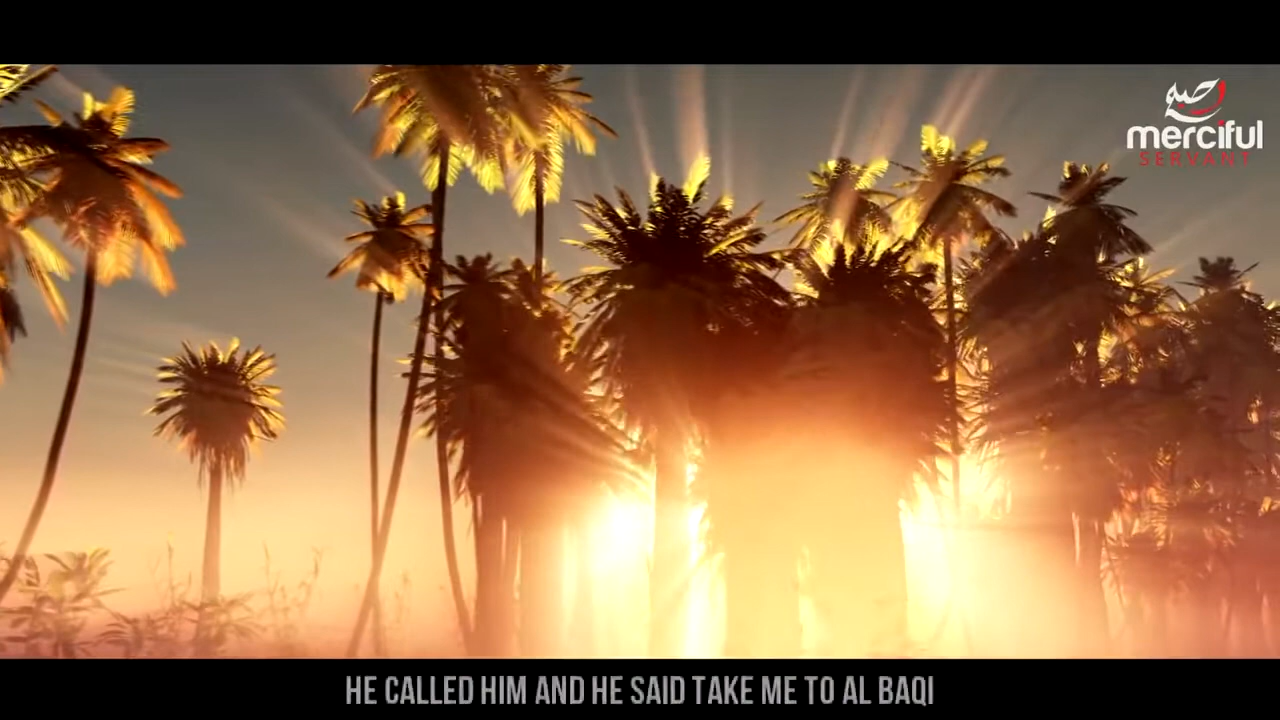 merciful
SERVANT
HE CALLED HIM AND HE SAID TAKE ME TO AL BAQI